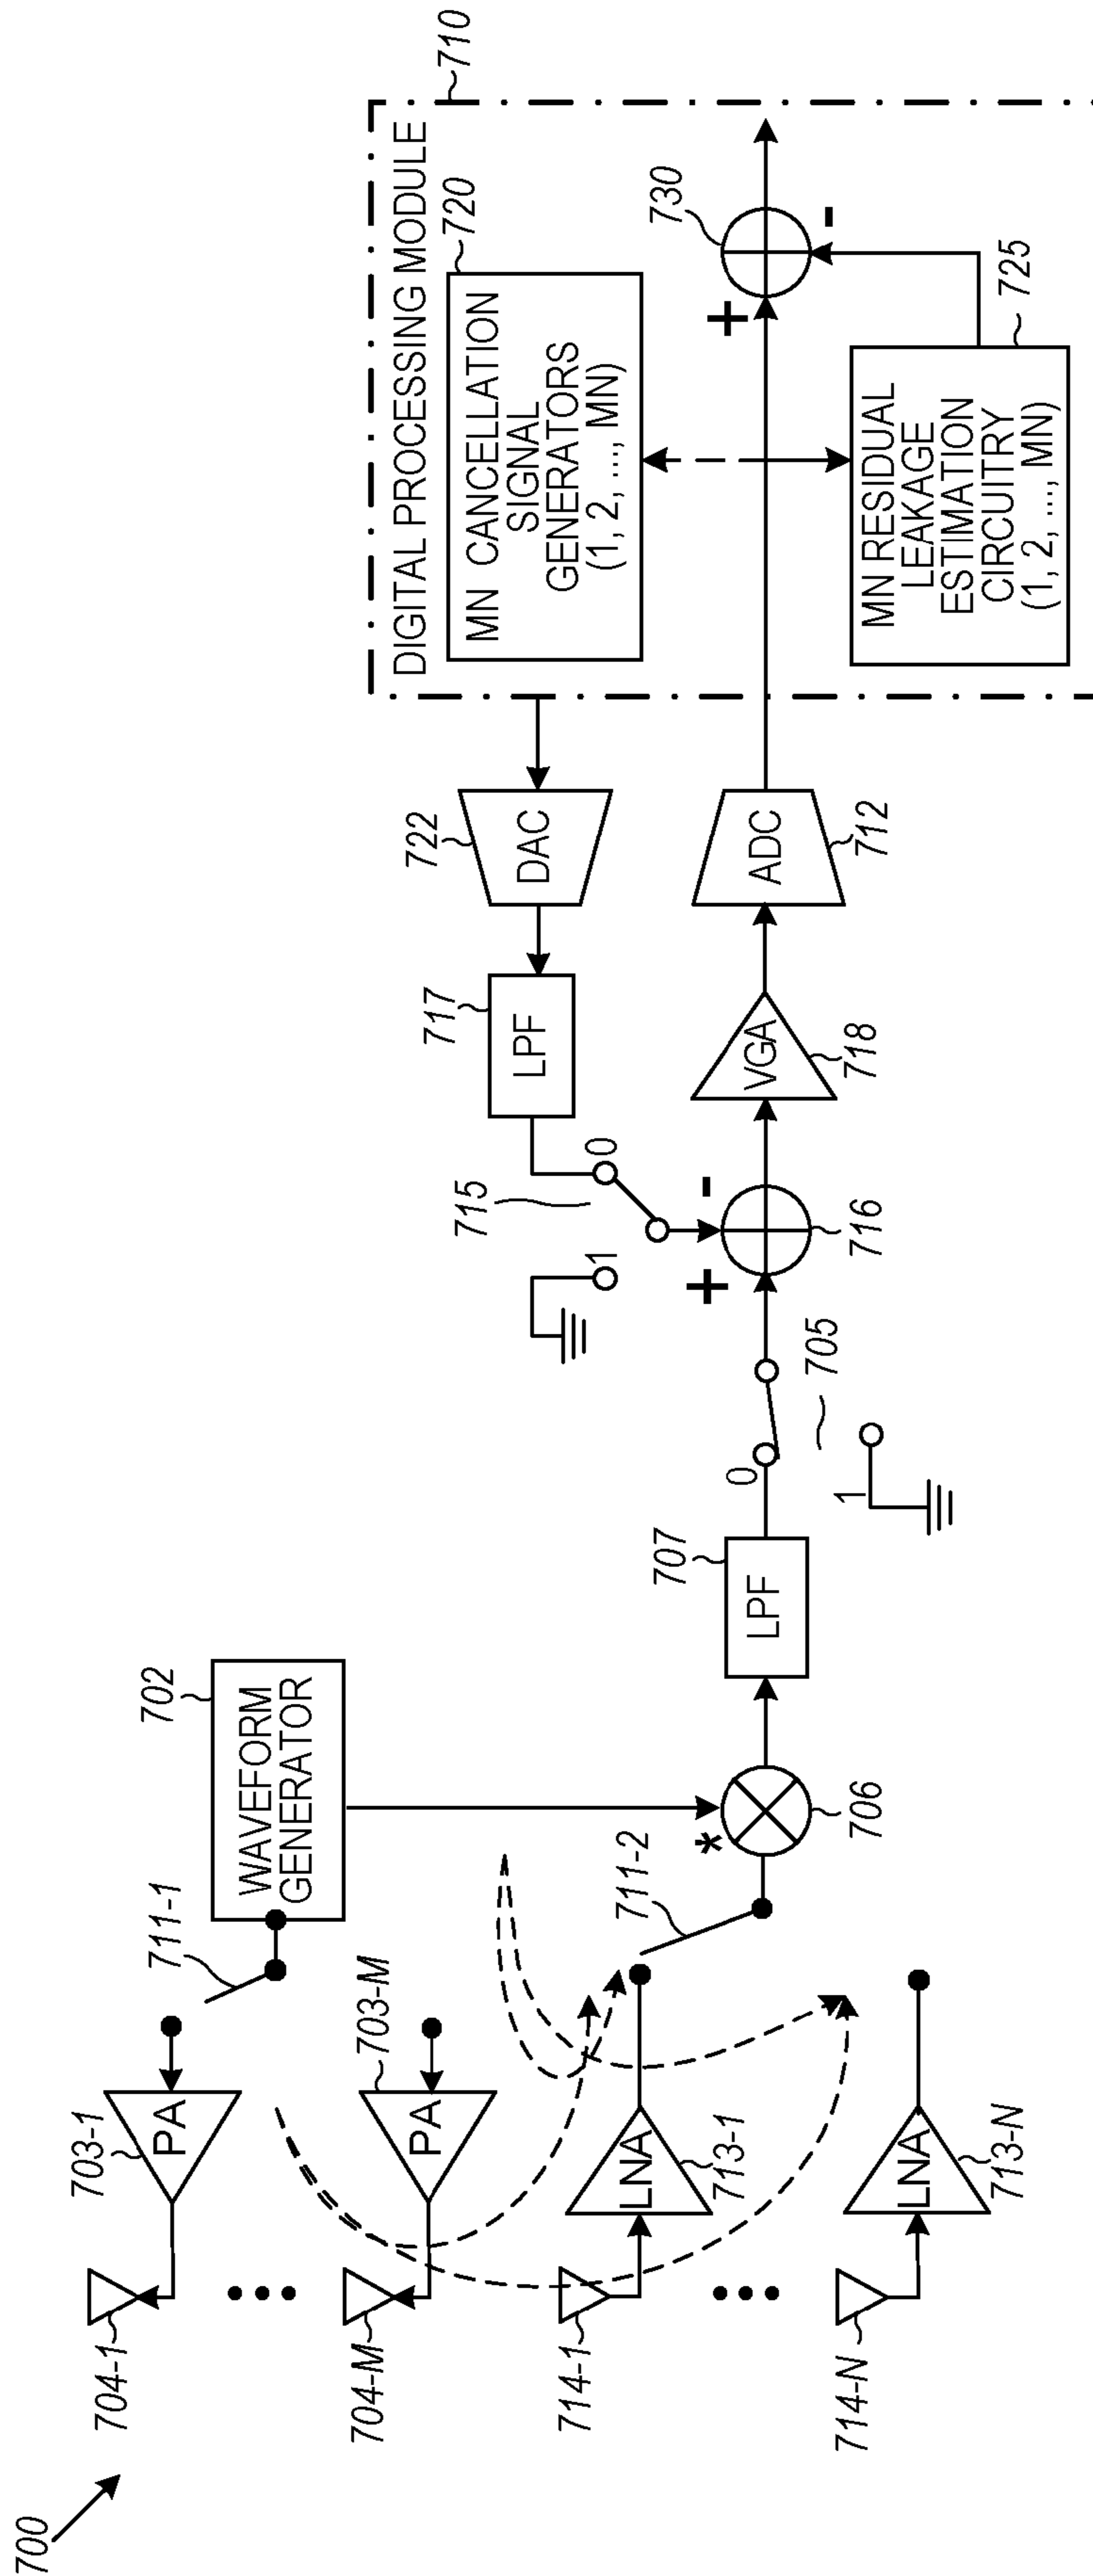 700
704-1
703-1
PA
711-1
702
WAVEFORM
GENERATOR
704-M
703-M
PA
714-1
LNA
713-1
711-2
*
706
714-N
LNA
713-N
707
LPF
0
1
705
+
-
716
715
1
0
717
LPF
722
DAC
VGA
718
ADC
712
710
DIGITAL PROCESSING MODULE
720
MN CANCELLATION
SIGNAL
GENERATORS
(1, 2, ..., MN)
730
+
-
725
MN RESIDUAL
LEAKAGE
ESTIMATION
CIRCUITRY
(1, 2, ..., MN)